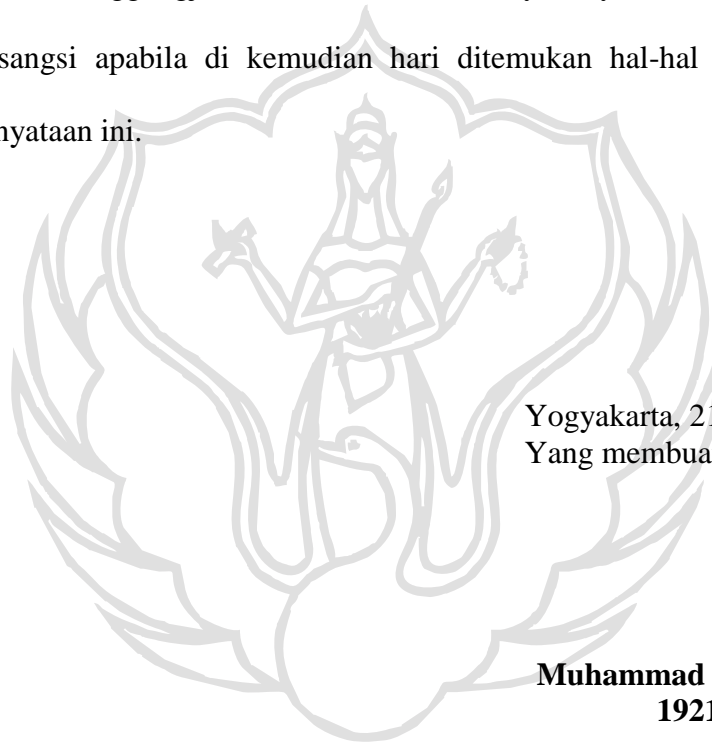 sangsi apabila di kemudian hari ditemukan hal-hal
nyataan ini.
Yogyakarta, 21
Yang membua
Muhammad
1921